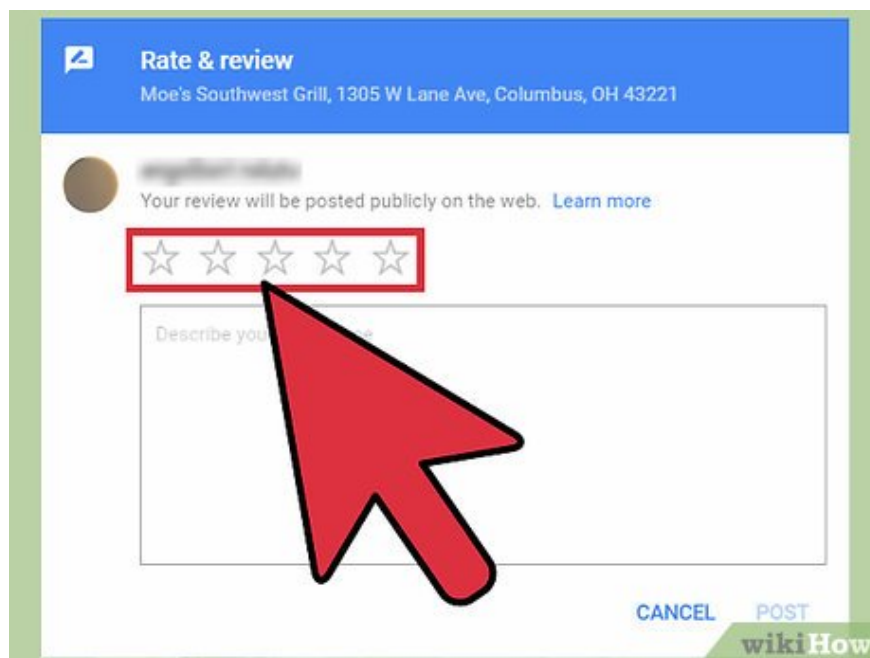 Rate & review
Moe's Southwest Grill, 1305 W Lane Ave, Columbus, OH 43221
Your review will be posted publicly on the web. Learn more
Describe
CANCEL POST
wikiHow